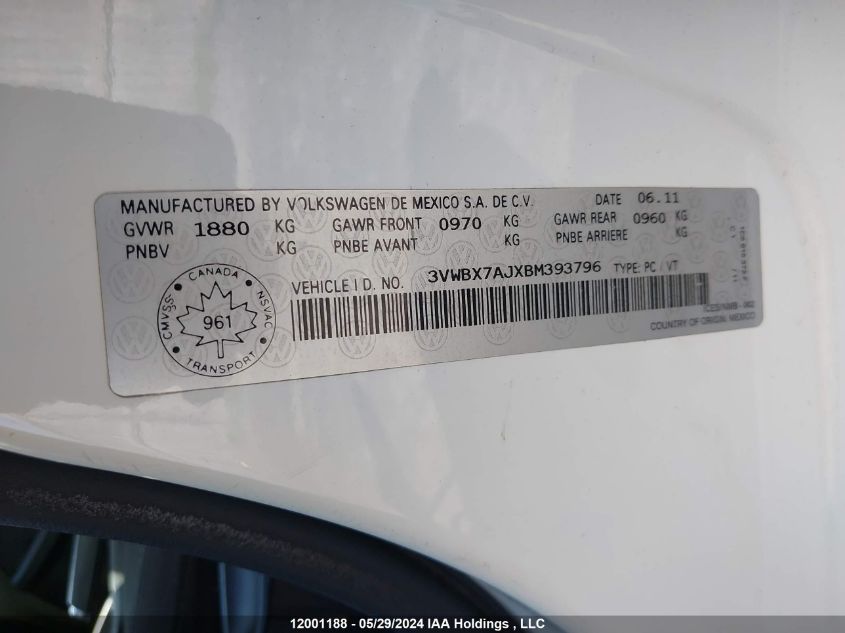 MANUFACTURED BY VOLKSWAGEN DE MEXICO S.A. DE C.V. DATE 06.11
GVWR 1880 KG GAWR FRONT 0970 KG GAWR REAR 0960 KG
PNBV KG PNBE AVANT KG PNBE ARRIERE KG
VEHICLE I D. NO. 3VWBX7AJXBM393796 TYPE: PC / VT
CANADA
CMVSS NSVAC
961
TRANSPORT
COUNTRY OF ORIGIN: MEXICO
12001188 - 05/29/2024 IAA Holdings , LLC